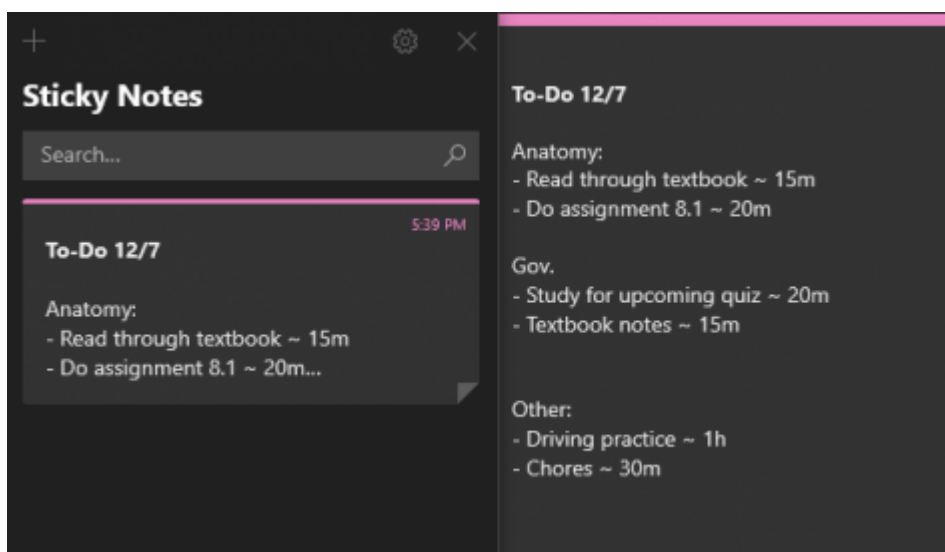 Sticky Notes
Search...
5:39 PM
To-Do 12/7
Anatomy:
- Read through textbook ~ 15m
- Do assignment 8.1 ~ 20m...
To-Do 12/7
Anatomy:
- Read through textbook ~ 15m
- Do assignment 8.1 ~ 20m
Gov.
- Study for upcoming quiz ~ 20m
- Textbook notes ~ 15m
Other:
- Driving practice ~ 1h
- Chores ~ 30m